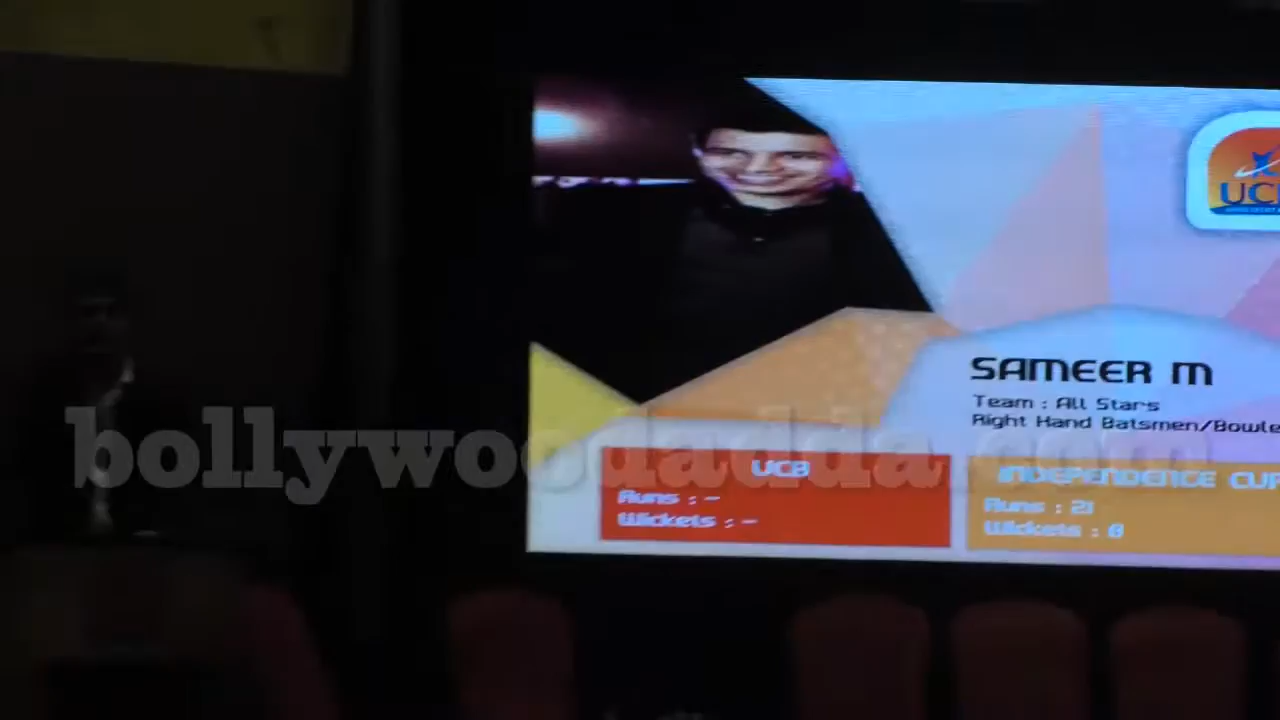 UCB
SAMEER M
Team : All Stars
Right Hand Batsmen/Bowle
bollywoodadda.com
UCB
Runs : -
Wickets : -
INDEPENDENCE CUP
Runs : 21
Wickets : 0